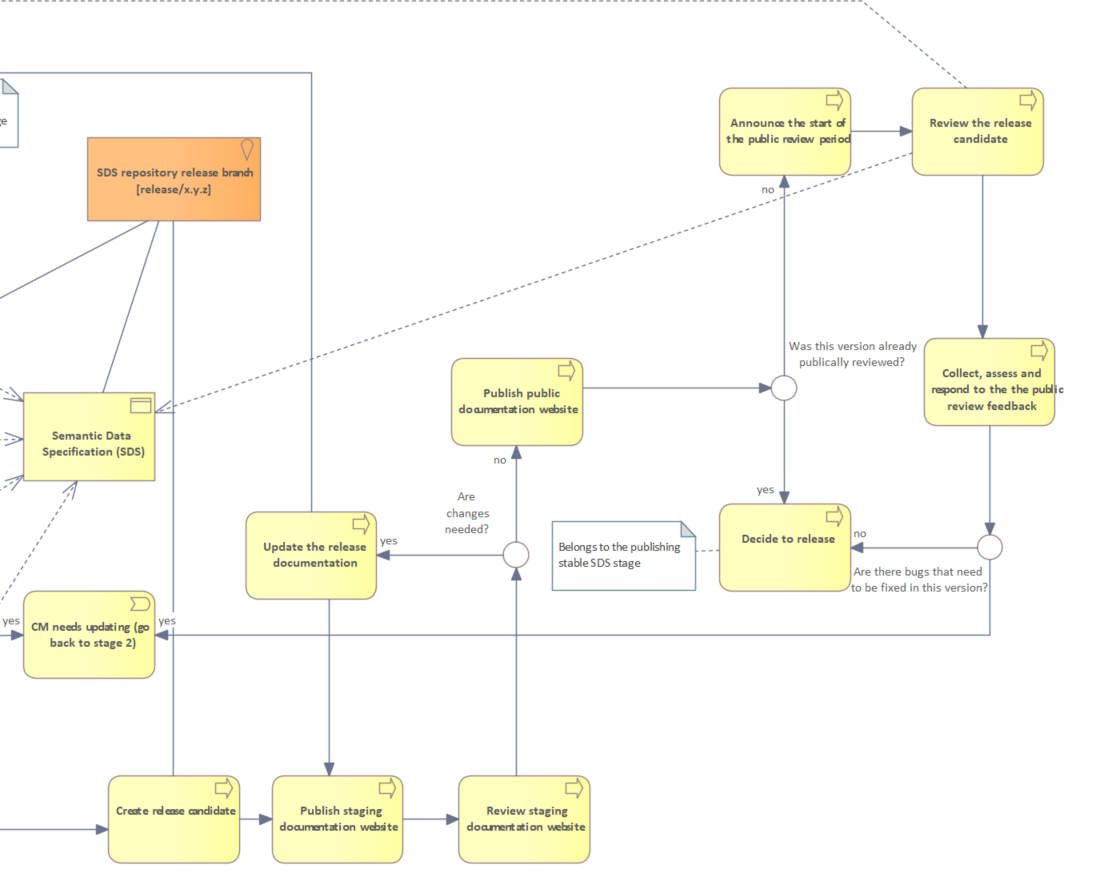 ge
Announce the start of
the public review period
Review the release
candidate
SDS repository release branch
[release/x.y.z]
no
Was this version already
publically reviewed?
Collect, assess and
respond to the the public
review feedback
Publish public
documentation website
Semantic Data
Specification (SDS)
no
yes
Are
changes
needed?
Decide to release
no
Belongs to the publishing
stable SDS stage
yes
Update the release
documentation
Are there bugs that need
to be fixed in this version?
yes
CM needs updating (go
back to stage 2)
yes
Create release candidate
Publish staging
documentation website
Review staging
documentation website